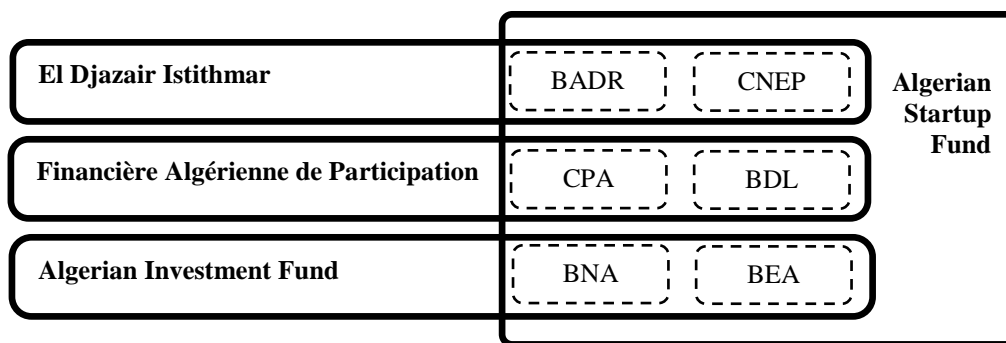 El Djazair Istithmar
BADR
CNEP
Algerian
Startup
Fund
Financière Algérienne de Participation
CPA
BDL
Algerian Investment Fund
BNA
BEA